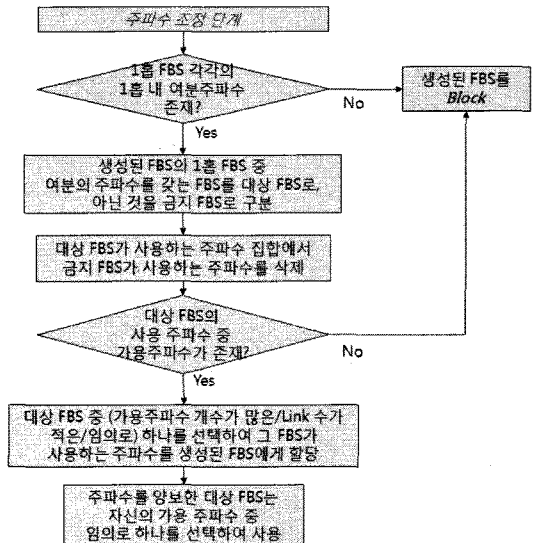 주파수 조정 단계
1홉 FBS 각각의
1홉 내 여분주파수
존재?
No
생성된 FBS를
Block
Yes
생성된 FBS의 1홉 FBS 중
여분의 주파수를 갖는 FBS를 대상 FBS로,
아닌 것을 금지 FBS로 구분
대상 FBS가 사용하는 주파수 집합에서
금지 FBS가 사용하는 주파수를 삭제
대상 FBS의
사용 주파수 중
가용주파수가 존재?
No
Yes
대상 FBS 중 (가용주파수 개수가 많은/Link 수가
적은/임의로) 하나를 선택하여 그 FBS가
사용하는 주파수를 생성된 FBS에게 할당
주파수를 양보한 대상 FBS는
자신의 가용 주파수 중
임의로 하나를 선택하여 사용